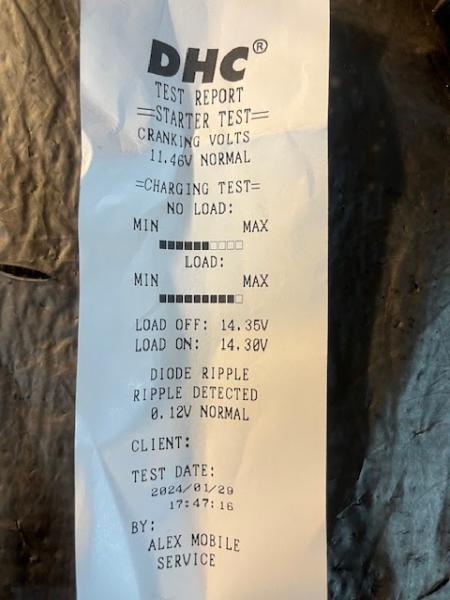 DHC®
TEST REPORT
=STARTER TEST=
CRANKING VOLTS
11.46V NORMAL
=CHARGING TEST=
NO LOAD:
MIN MAX
LOAD:
MIN MAX
LOAD OFF: 14.35V
LOAD ON: 14.30V
DIODE RIPPLE
RIPPLE DETECTED
0.12V NORMAL
CLIENT:
TEST DATE:
2024/01/29
17:47:16
BY:
ALEX MOBILE
SERVICE